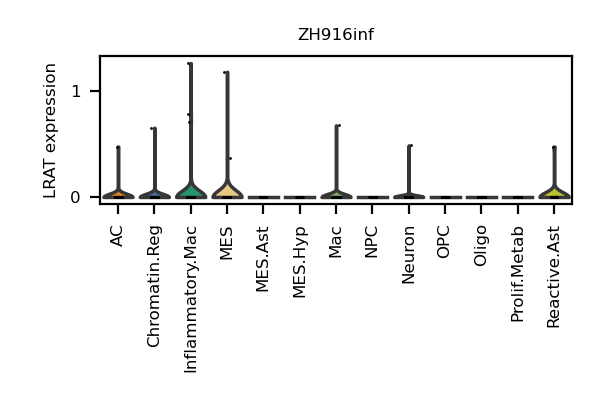 ZH916inf
LRAT expression
1
0
AC
Chromatin.Reg
Inflammatory.Mac
MES
MES.Ast
MES.Hyp
Mac
NPC
Neuron
OPC
Oligo
Prolif.Metab
Reactive.Ast